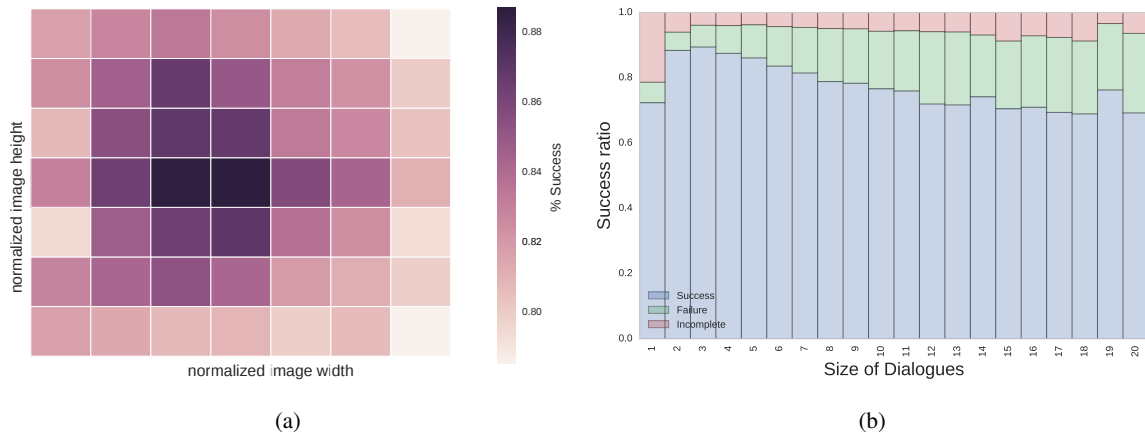 normalized image height
normalized image width
0.88
0.86
0.84
0.82
0.80
% Success
(a)
Success ratio
1.0
0.8
0.6
0.4
0.2
0.0
Success
Failure
Incomplete
1 2 3 4 5 6 7 8 9 10 11 12 13 14 15 16 17 18 19 20
Size of Dialogues
(b)